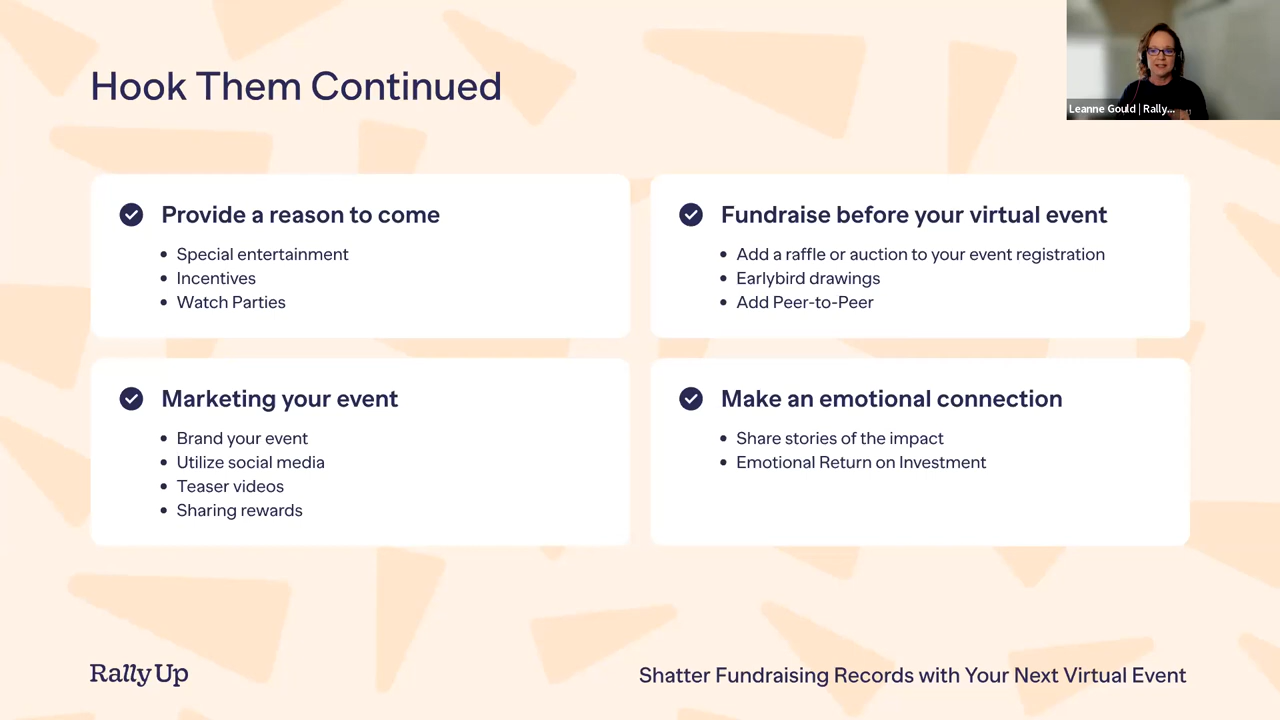 Hook Them Continued
Leanne Gould | Rally...
Provide a reason to come
• Special entertainment
• Incentives
• Watch Parties
Fundraise before your virtual event
• Add a raffle or auction to your event registration
• Earlybird drawings
• Add Peer-to-Peer
Marketing your event
• Brand your event
• Utilize social media
• Teaser videos
• Sharing rewards
Make an emotional connection
• Share stories of the impact
• Emotional Return on Investment
Rally Up
Shatter Fundraising Records with Your Next Virtual Event